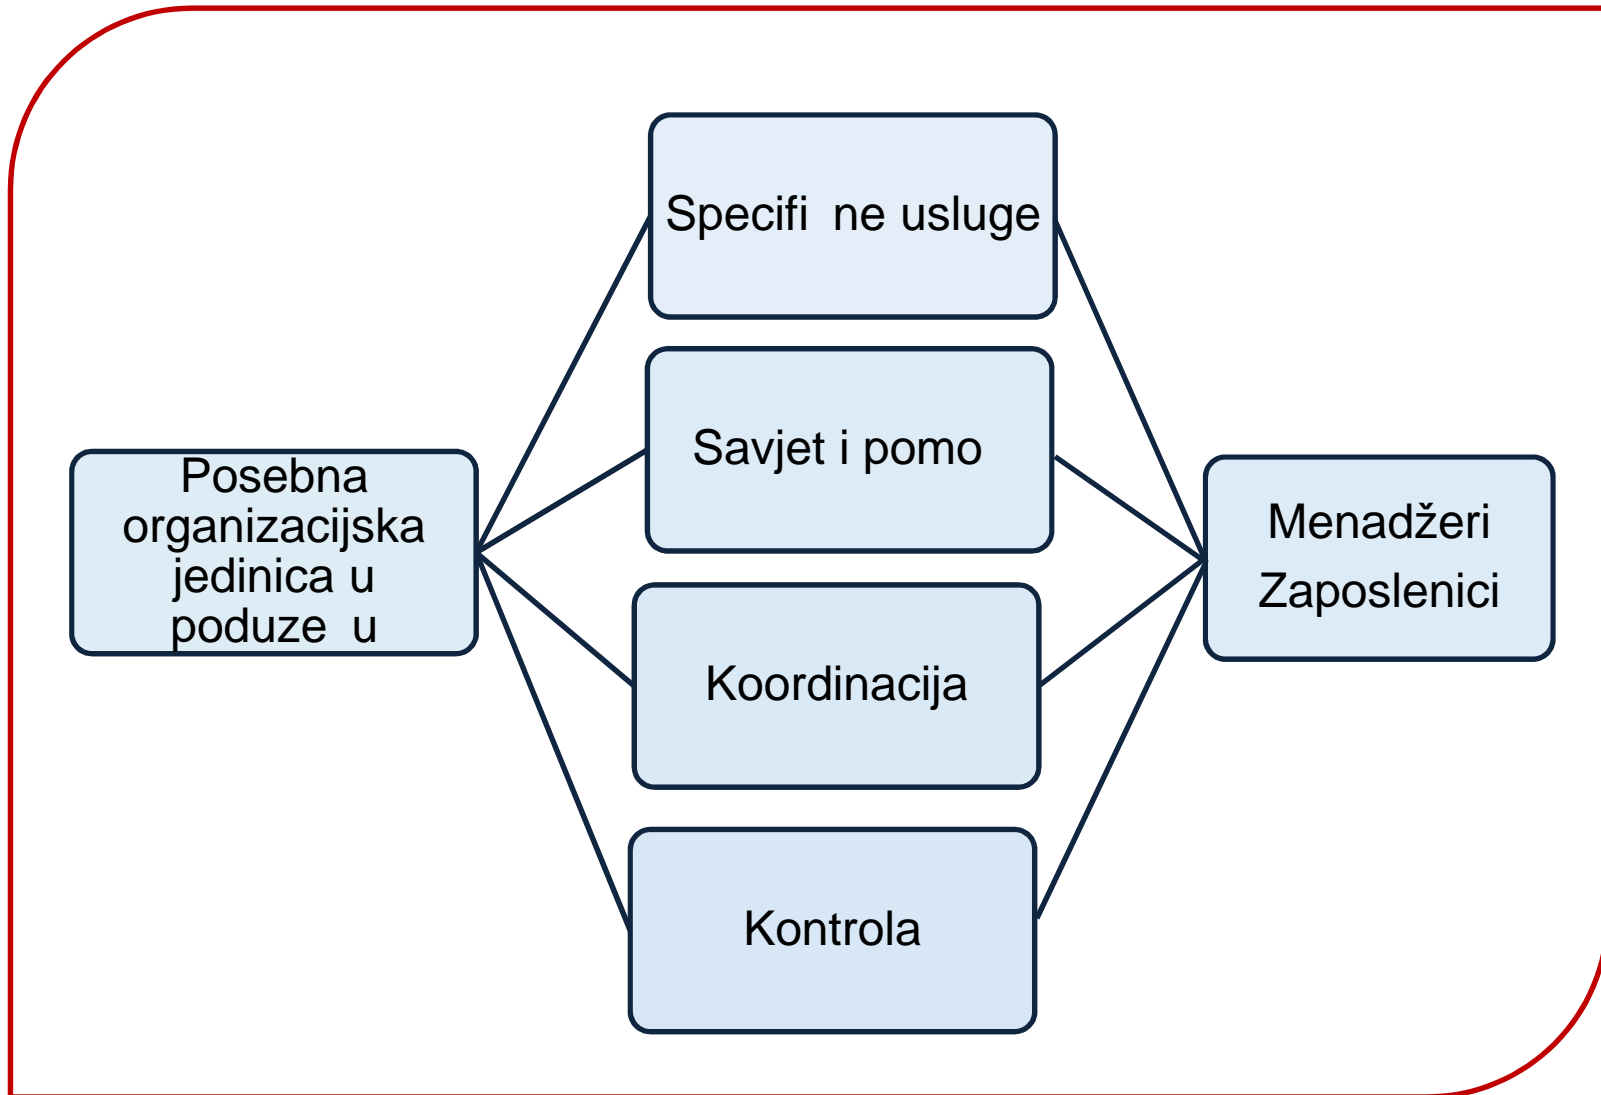 Specifi ne usluge
Savjet i pomo
Posebna
organizacijska
jedinica u
poduze u
Menadžeri
Zaposlenici
Koordinacija
Kontrola